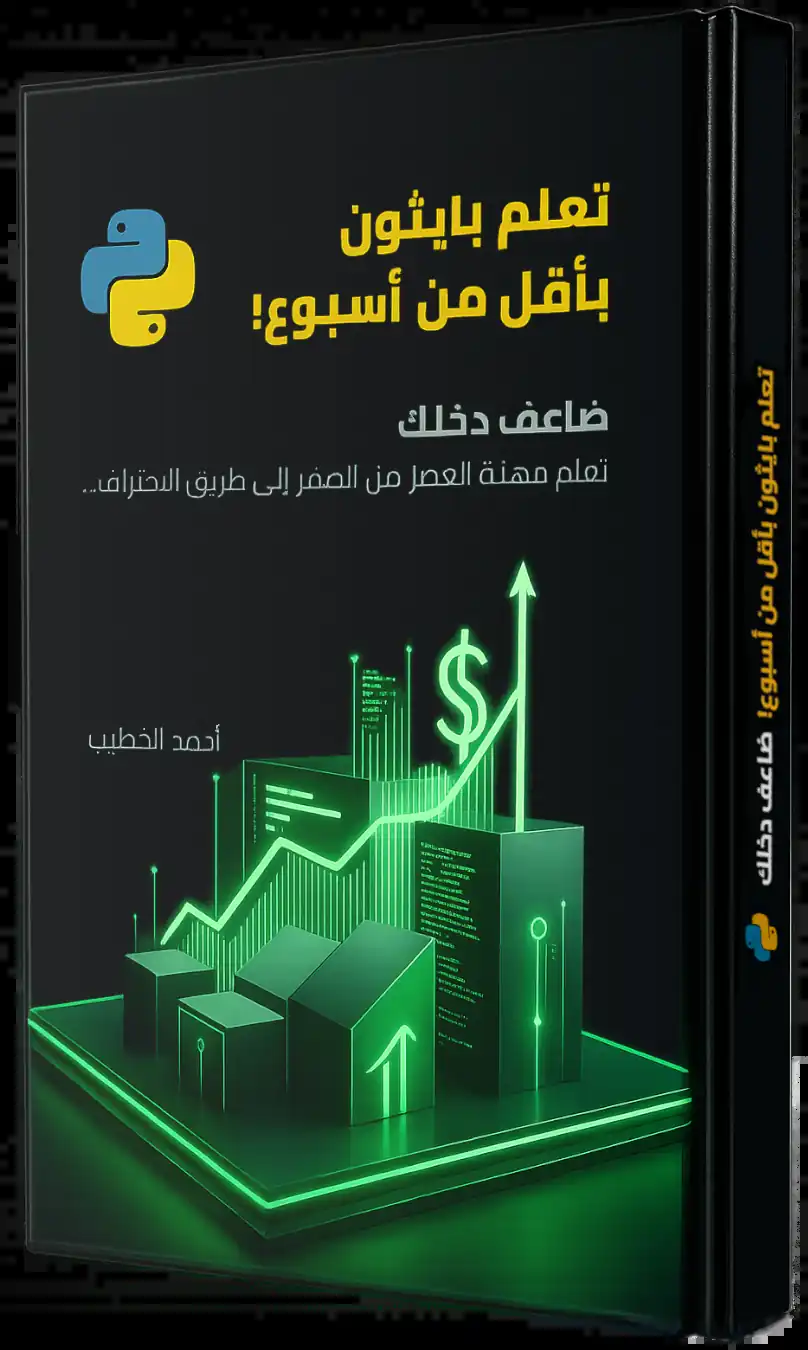 تعلم بايثون
بأقل من أسبوع!
ضاعف دخلك
تعلم مهنة العصر من الصفر إلى طريق الاحتراف...
$
أحمد الخطيب
تعلم بايثون بأقل من أسبوع! ضاعف دخلك